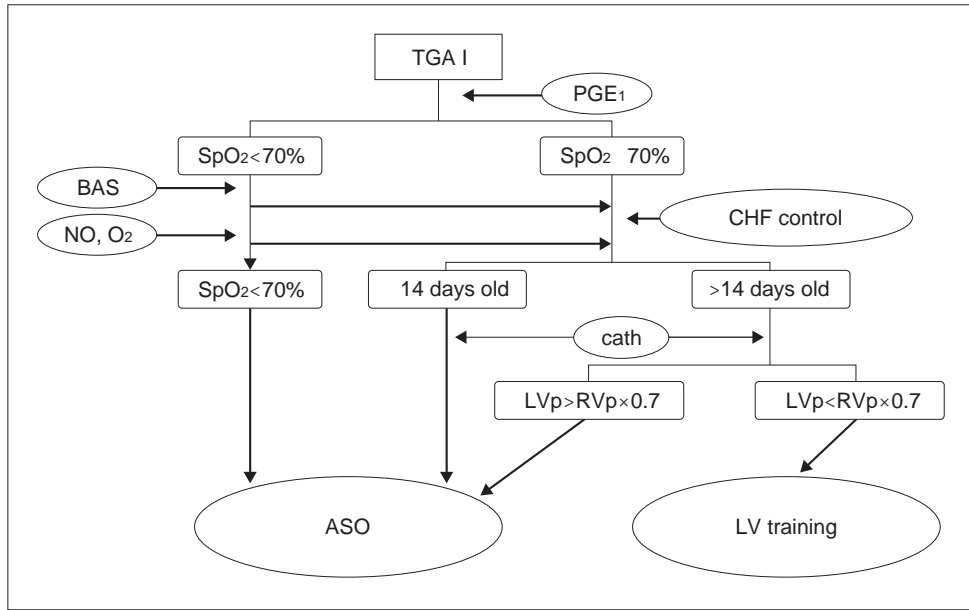 TGA I
PGE₁
SpO₂<70%
SpO₂ 70%
BAS
CHF control
NO, O₂
SpO₂<70%
14 days old
>14 days old
cath
LVp>RVp×0.7
LVp<RVp×0.7
ASO
LV training